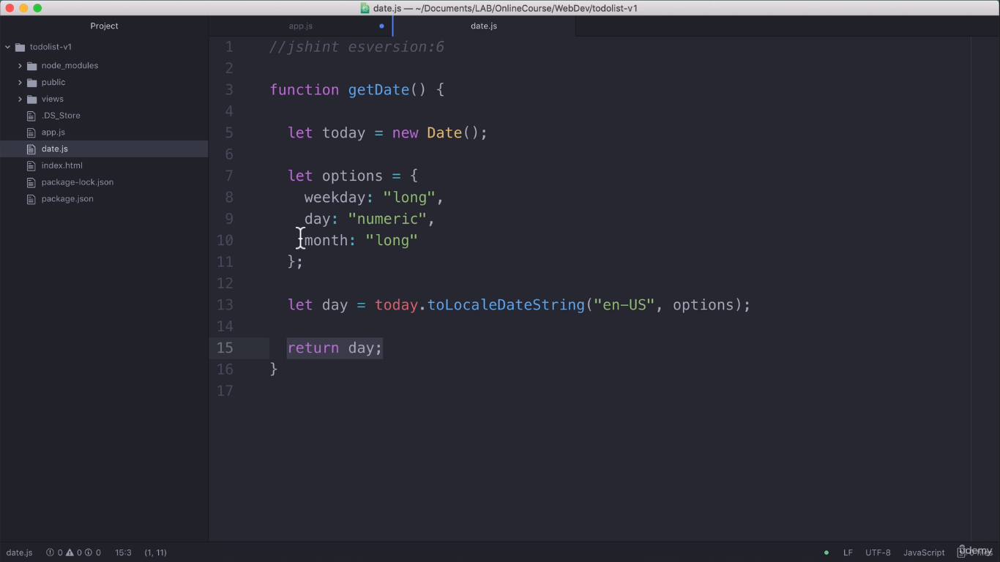 date.js — ~/Documents/LAB/OnlineCourse/WebDev/todolist-v1
Project
app.js
date.js
todolist-v1
node_modules
public
views
.DS_Store
app.js
date.js
index.html
package-lock.json
package.json
1 //jshint esversion:6
2
3 function getDate() {
4
5 let today = new Date();
6
7 let options = {
8 weekday: "long",
9 day: "numeric",
10 month: "long"
11 };
12
13 let day = today.toLocaleDateString("en-US", options);
14
15 return day;
16 }
17
date.js 0 0 0 15:3 (1, 11) LF UTF-8 JavaScript
ûdemy